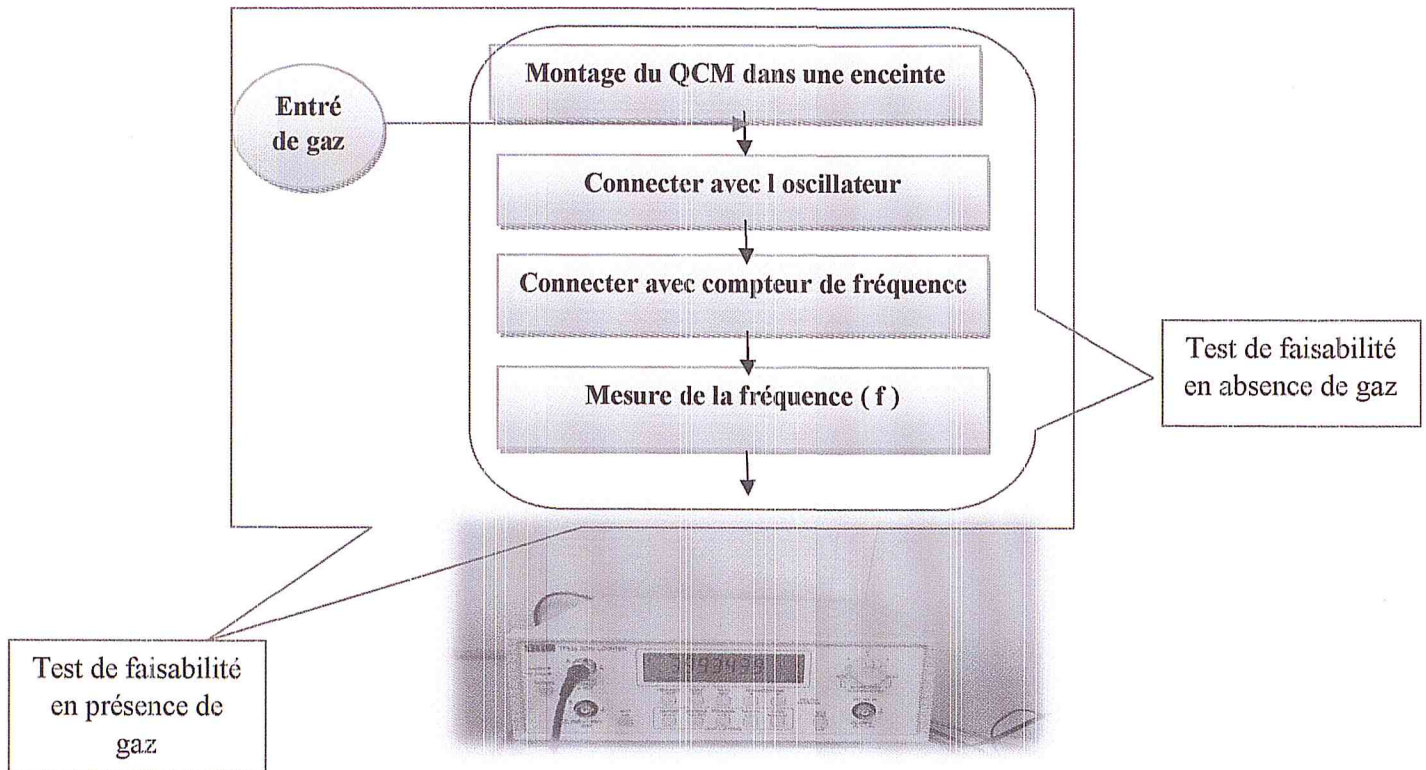 Montage du QCM dans une enceinte
Entré
de gaz
Connecter avec l oscillateur
Connecter avec compteur de fréquence
Mesure de la fréquence ( f )
Test de faisabilité
en absence de gaz
Test de faisabilité
en présence de
gaz
COUNTER